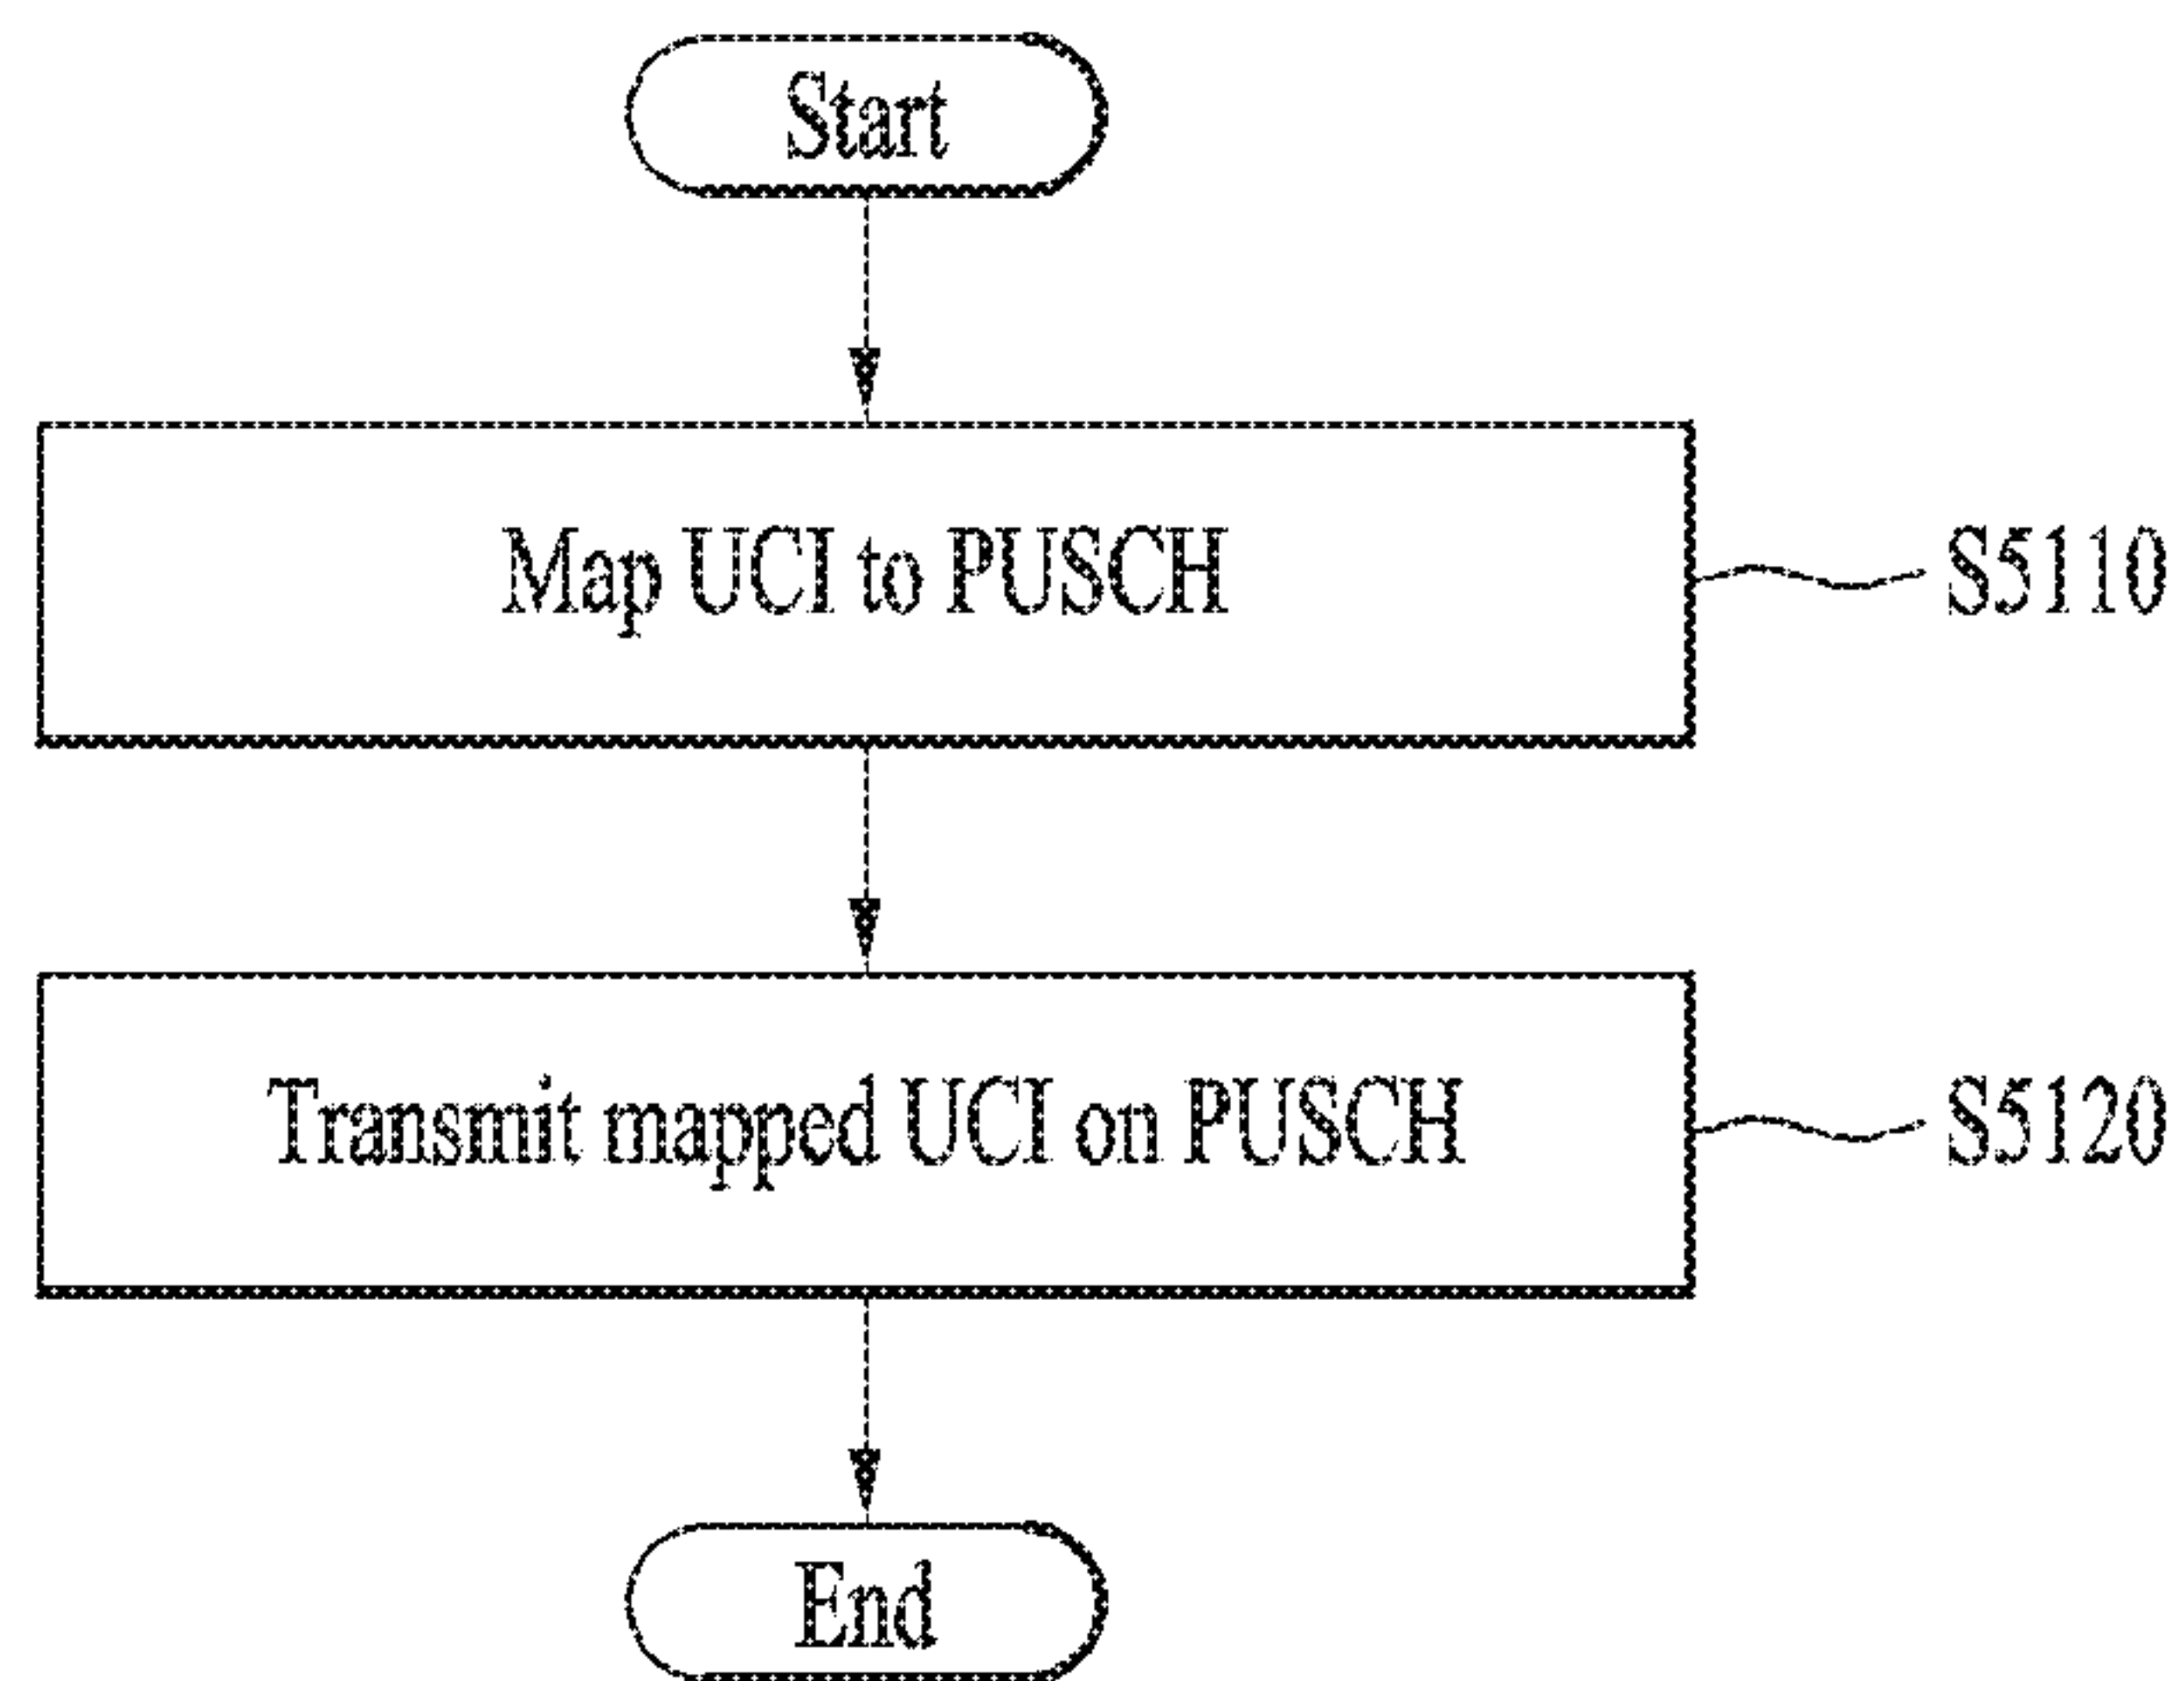 Start
Map UCI to PUSCH
S5110
Transmit mapped UCI on PUSCH
S5120
End